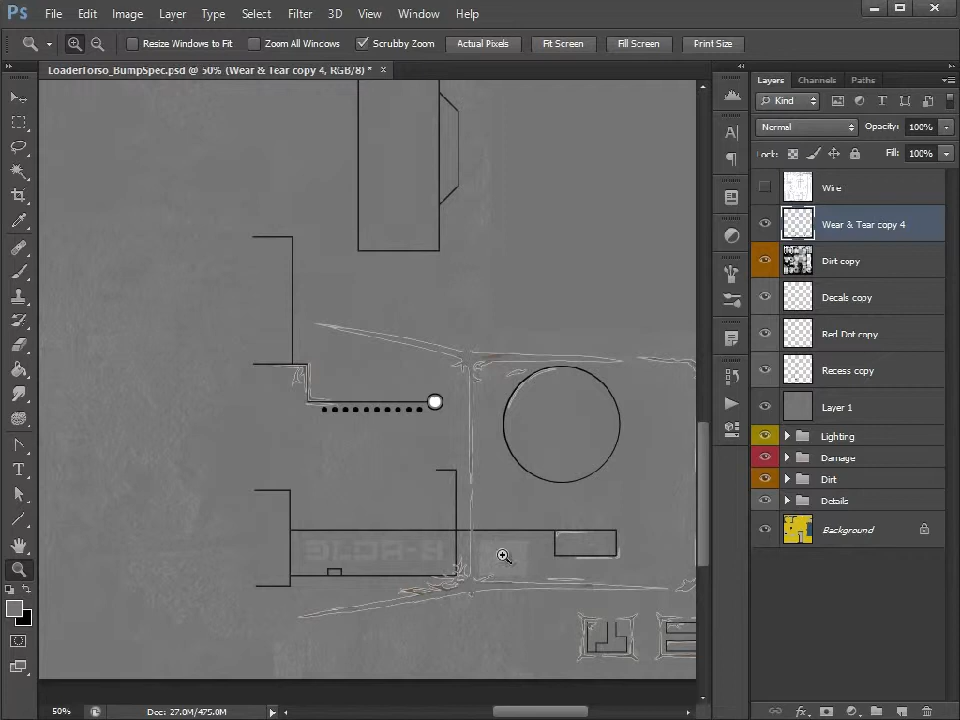 Ps File Edit Image Layer Type Select Filter 3D View Window Help
Resize Windows to Fit Zoom All Windows Scrubby Zoom Actual Pixels Fit Screen Fill Screen Print Size
LoaderTorso_BumpSpec.psd @ 50% (Wear & Tear copy 4, RGB/8) * ×
Layers Channels Paths
Kind
Normal Opacity: 100%
Lock: Fill: 100%
Wire
Wear & Tear copy 4
Dirt copy
Decals copy
Red Dot copy
Recess copy
Layer 1
Lighting
Damage
Dirt
Details
Background
50% Doc: 27.0M/475.0M